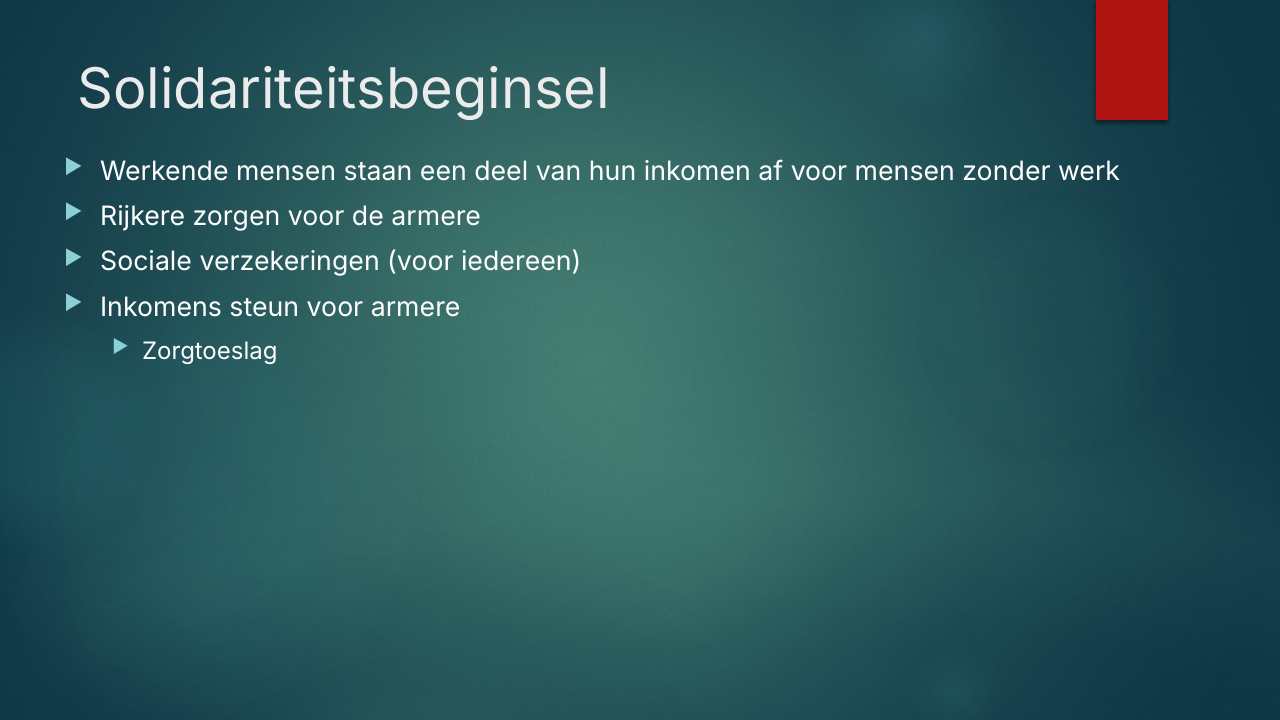 Solidariteitsbeginsel
Werkende mensen staan een deel van hun inkomen af voor mensen zonder werk
Rijkere zorgen voor de armere
Sociale verzekeringen (voor iedereen)
Inkomens steun voor armere
Zorgtoeslag